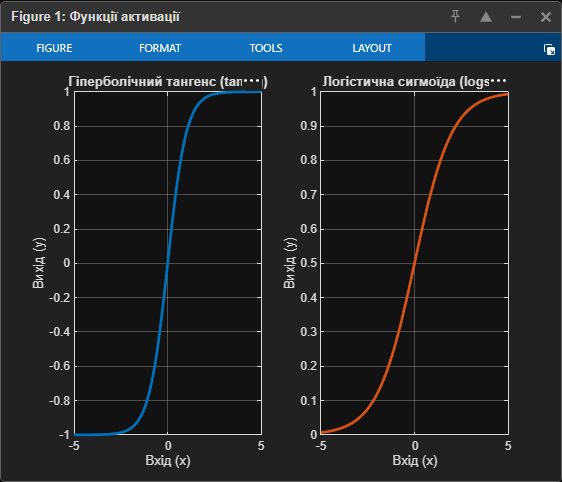 Figure 1: Функції активації
FIGURE FORMAT TOOLS LAYOUT
Гіперболічний тангенс (tan...)
1
0.8
0.6
0.4
0.2
0
-0.2
-0.4
-0.6
-0.8
-1
Вихід (y)
-5 0 5
Вхід (x)
Логістична сигмоїда (logs...
1
0.9
0.8
0.7
0.6
0.5
0.4
0.3
0.2
0.1
0
Вихід (y)
-5 0 5
Вхід (x)